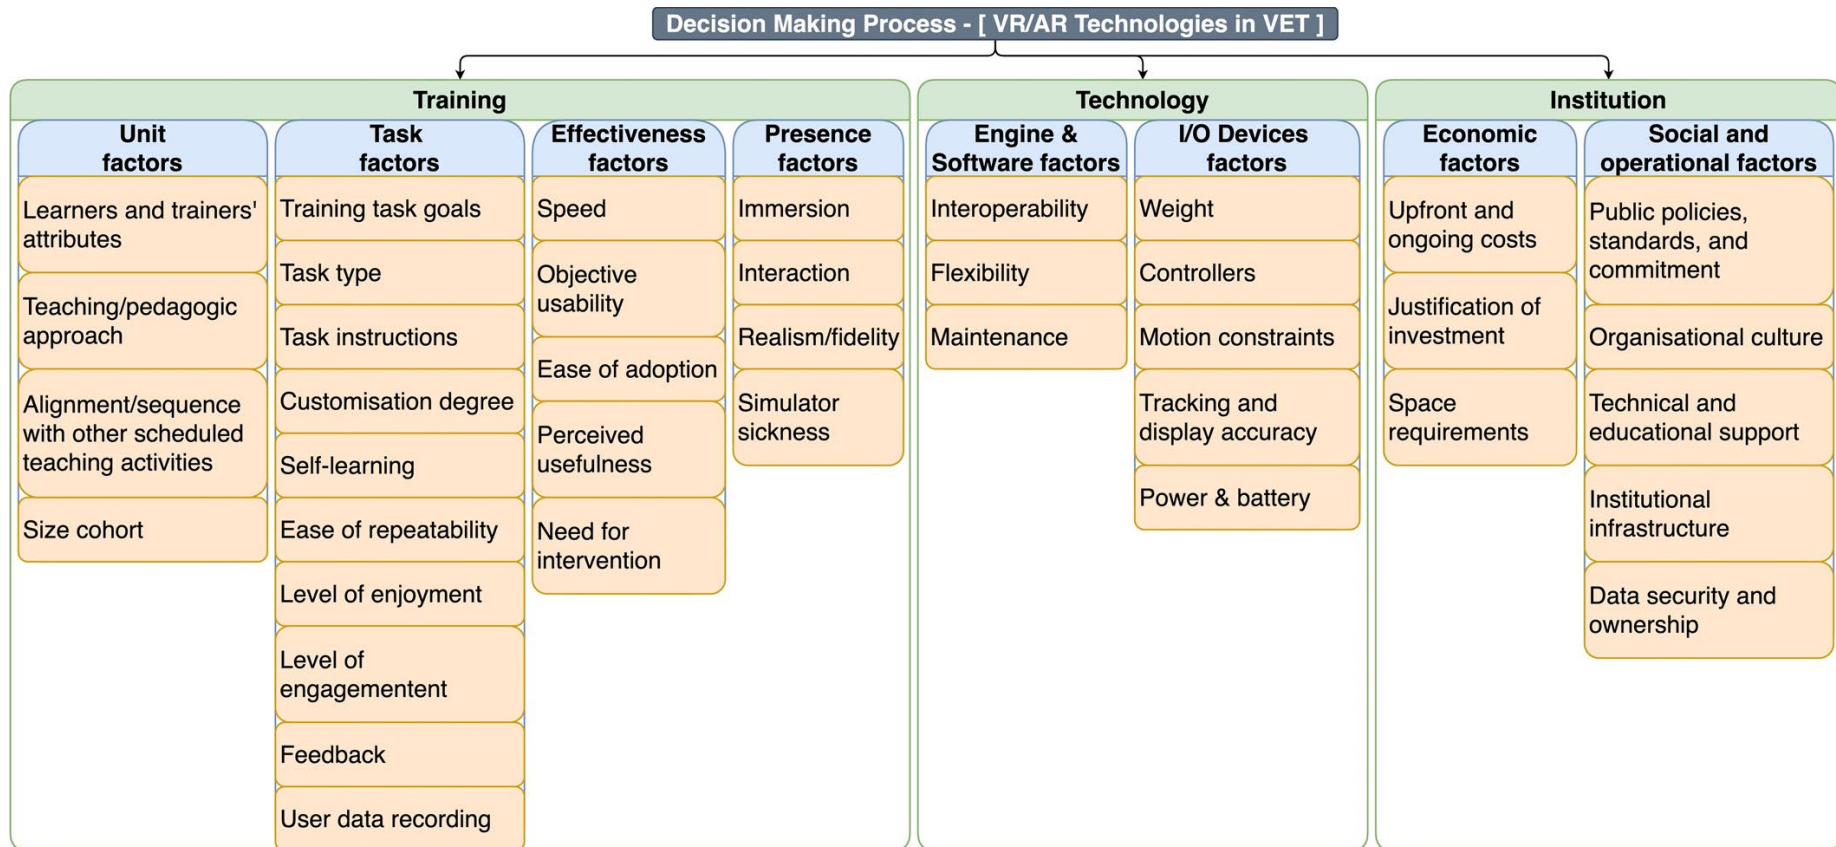 Decision Making Process - [ VR/AR Technologies in VET ]
Training
Unit
factors
Learners and trainers'
attributes
Teaching/pedagogic
approach
Alignment/sequence
with other scheduled
teaching activities
Size cohort
Task
factors
Training task goals
Task type
Task instructions
Customisation degree
Self-learning
Ease of repeatability
Level of enjoyment
Level of
engagementent
Feedback
User data recording
Effectiveness
factors
Speed
Objective
usability
Ease of adoption
Perceived
usefulness
Need for
intervention
Presence
factors
Immersion
Interaction
Realism/fidelity
Simulator
sickness
Technology
Engine &
Software factors
Interoperability
Flexibility
Maintenance
I/O Devices
factors
Weight
Controllers
Motion constraints
Tracking and
display accuracy
Power & battery
Institution
Economic
factors
Upfront and
ongoing costs
Justification of
investment
Space
requirements
Social and
operational factors
Public policies,
standards, and
commitment
Organisational culture
Technical and
educational support
Institutional
infrastructure
Data security and
ownership